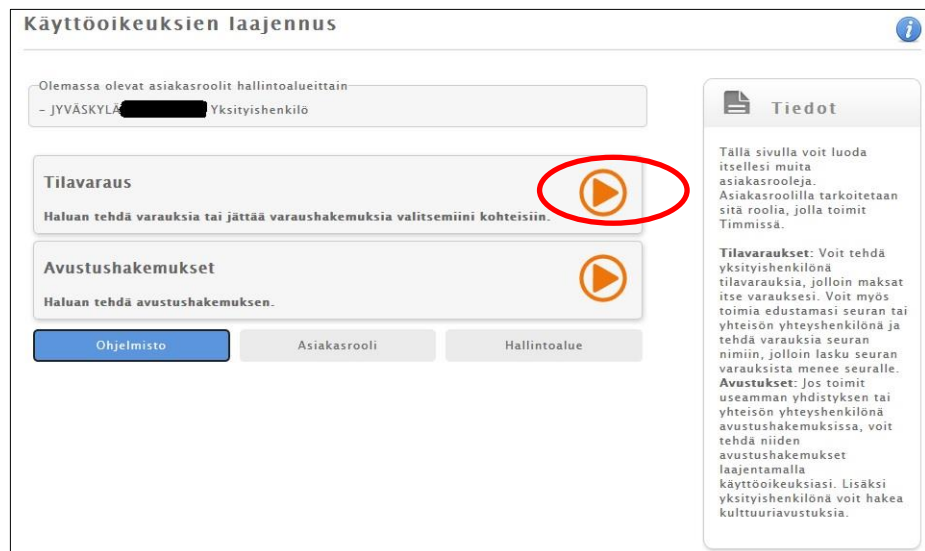 Käyttöoikeuksien laajennus
Olemassa olevat asiakasroolit hallintoalueittain
- JYVÄSKYLÄ Yksityishenkilö
Tilavaraus
Haluan tehdä varauksia tai jättää varaushakemuksia valitsemiini kohteisiin.
Avustushakemukset
Haluan tehdä avustushakemuksen.
Ohjelmisto Asiakasrooli Hallintoalue
Tiedot
Tällä sivulla voit luoda
itsellesi muita
asiakasrooleja.
Asiakasroolilla tarkoitetaan
sitä roolia, jolla toimit
Timmissä.
Tilavaraukset: Voit tehdä
yksityishenkilönä
tilavarauksia, jolloin maksat
itse varauksesi. Voit myös
toimia edustamasi seuran tai
yhteisön yhteyshenkilönä ja
tehdä varauksia seuran
nimiin, jolloin lasku seuran
varauksista menee seuralle.
Avustukset: Jos toimit
useamman yhdistyksen tai
yhteisön yhteyshenkilönä
avustushakemuksissa, voit
tehdä niiden
avustushakemukset
laajentamalla
käyttöoikeuksiasi. Lisäksi
yksityishenkilönä voit hakea
kulttuuriavustuksia.